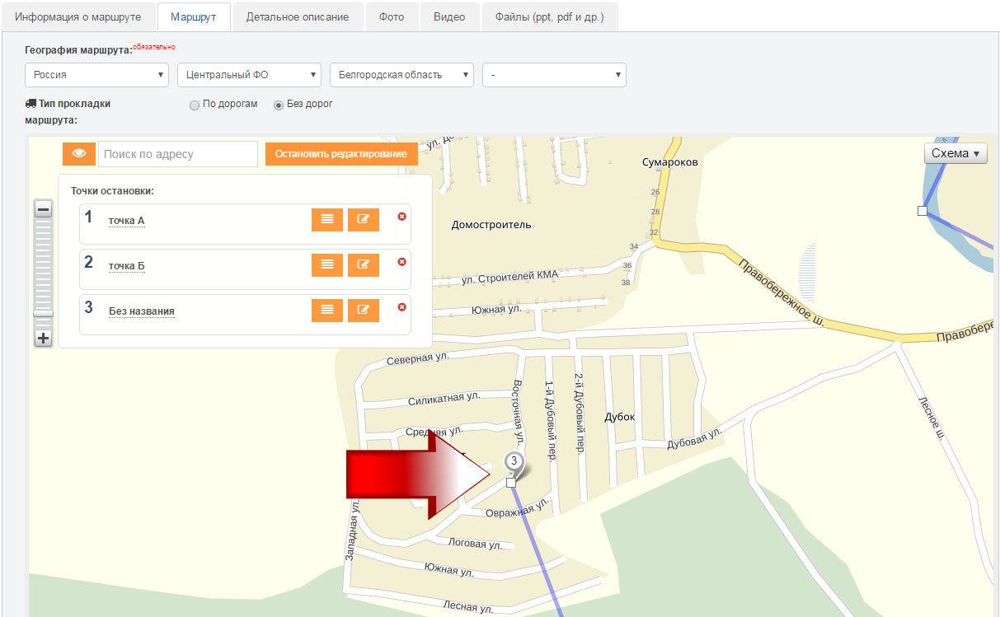 Информация о маршруте
Маршрут
Детальное описание
Фото
Видео
Файлы (ppt, pdf и др.)
География маршрута:обязательно
Россия
Центральный ФО
Белгородская область
-
Тип прокладки
маршрута:
По дорогам
Без дорог
Поиск по адресу
Остановить редактирование
Схема
Точки остановки:
1 точка А
2 точка Б
3 Без названия
Сумароков
26
28
32
34
36
38
Домостроитель
ул. Строителей КМА
Южная ул.
Правобережное ш.
Северная ул.
Силикатная ул.
Средняя ул.
Восточная ул.
1-й Дубовый пер.
2-й Дубовый пер.
Дубок
Дубовая ул.
Лесное ш.
3
Овражная ул.
Западная ул.
Логовая ул.
Южная ул.
Лесная ул.